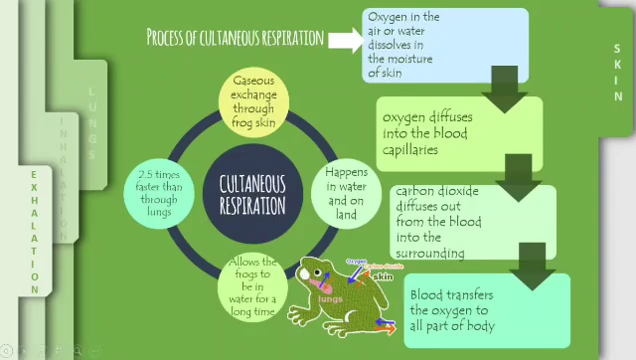 PROCESS OF CULTANEOUS RESPIRATION
Oxygen in the
air or water
dissolves in
the moisture
of skin
oxygen diffuses
into the blood
capillaries
carbon dioxide
diffuses out
from the blood
into the
surrounding
Blood transfers
the oxygen to
all part of body
Gaseous
exchange
through
frog skin
2.5 times
faster than
through
lungs
CULTANEOUS
RESPIRATION
Happens
in water
and on
land
Allows the
frogs to
be in
water for a
long time
Oxygen
Carbon dioxide
skin
lungs
SKIN
LUNGS
INHALATION
EXHALATION